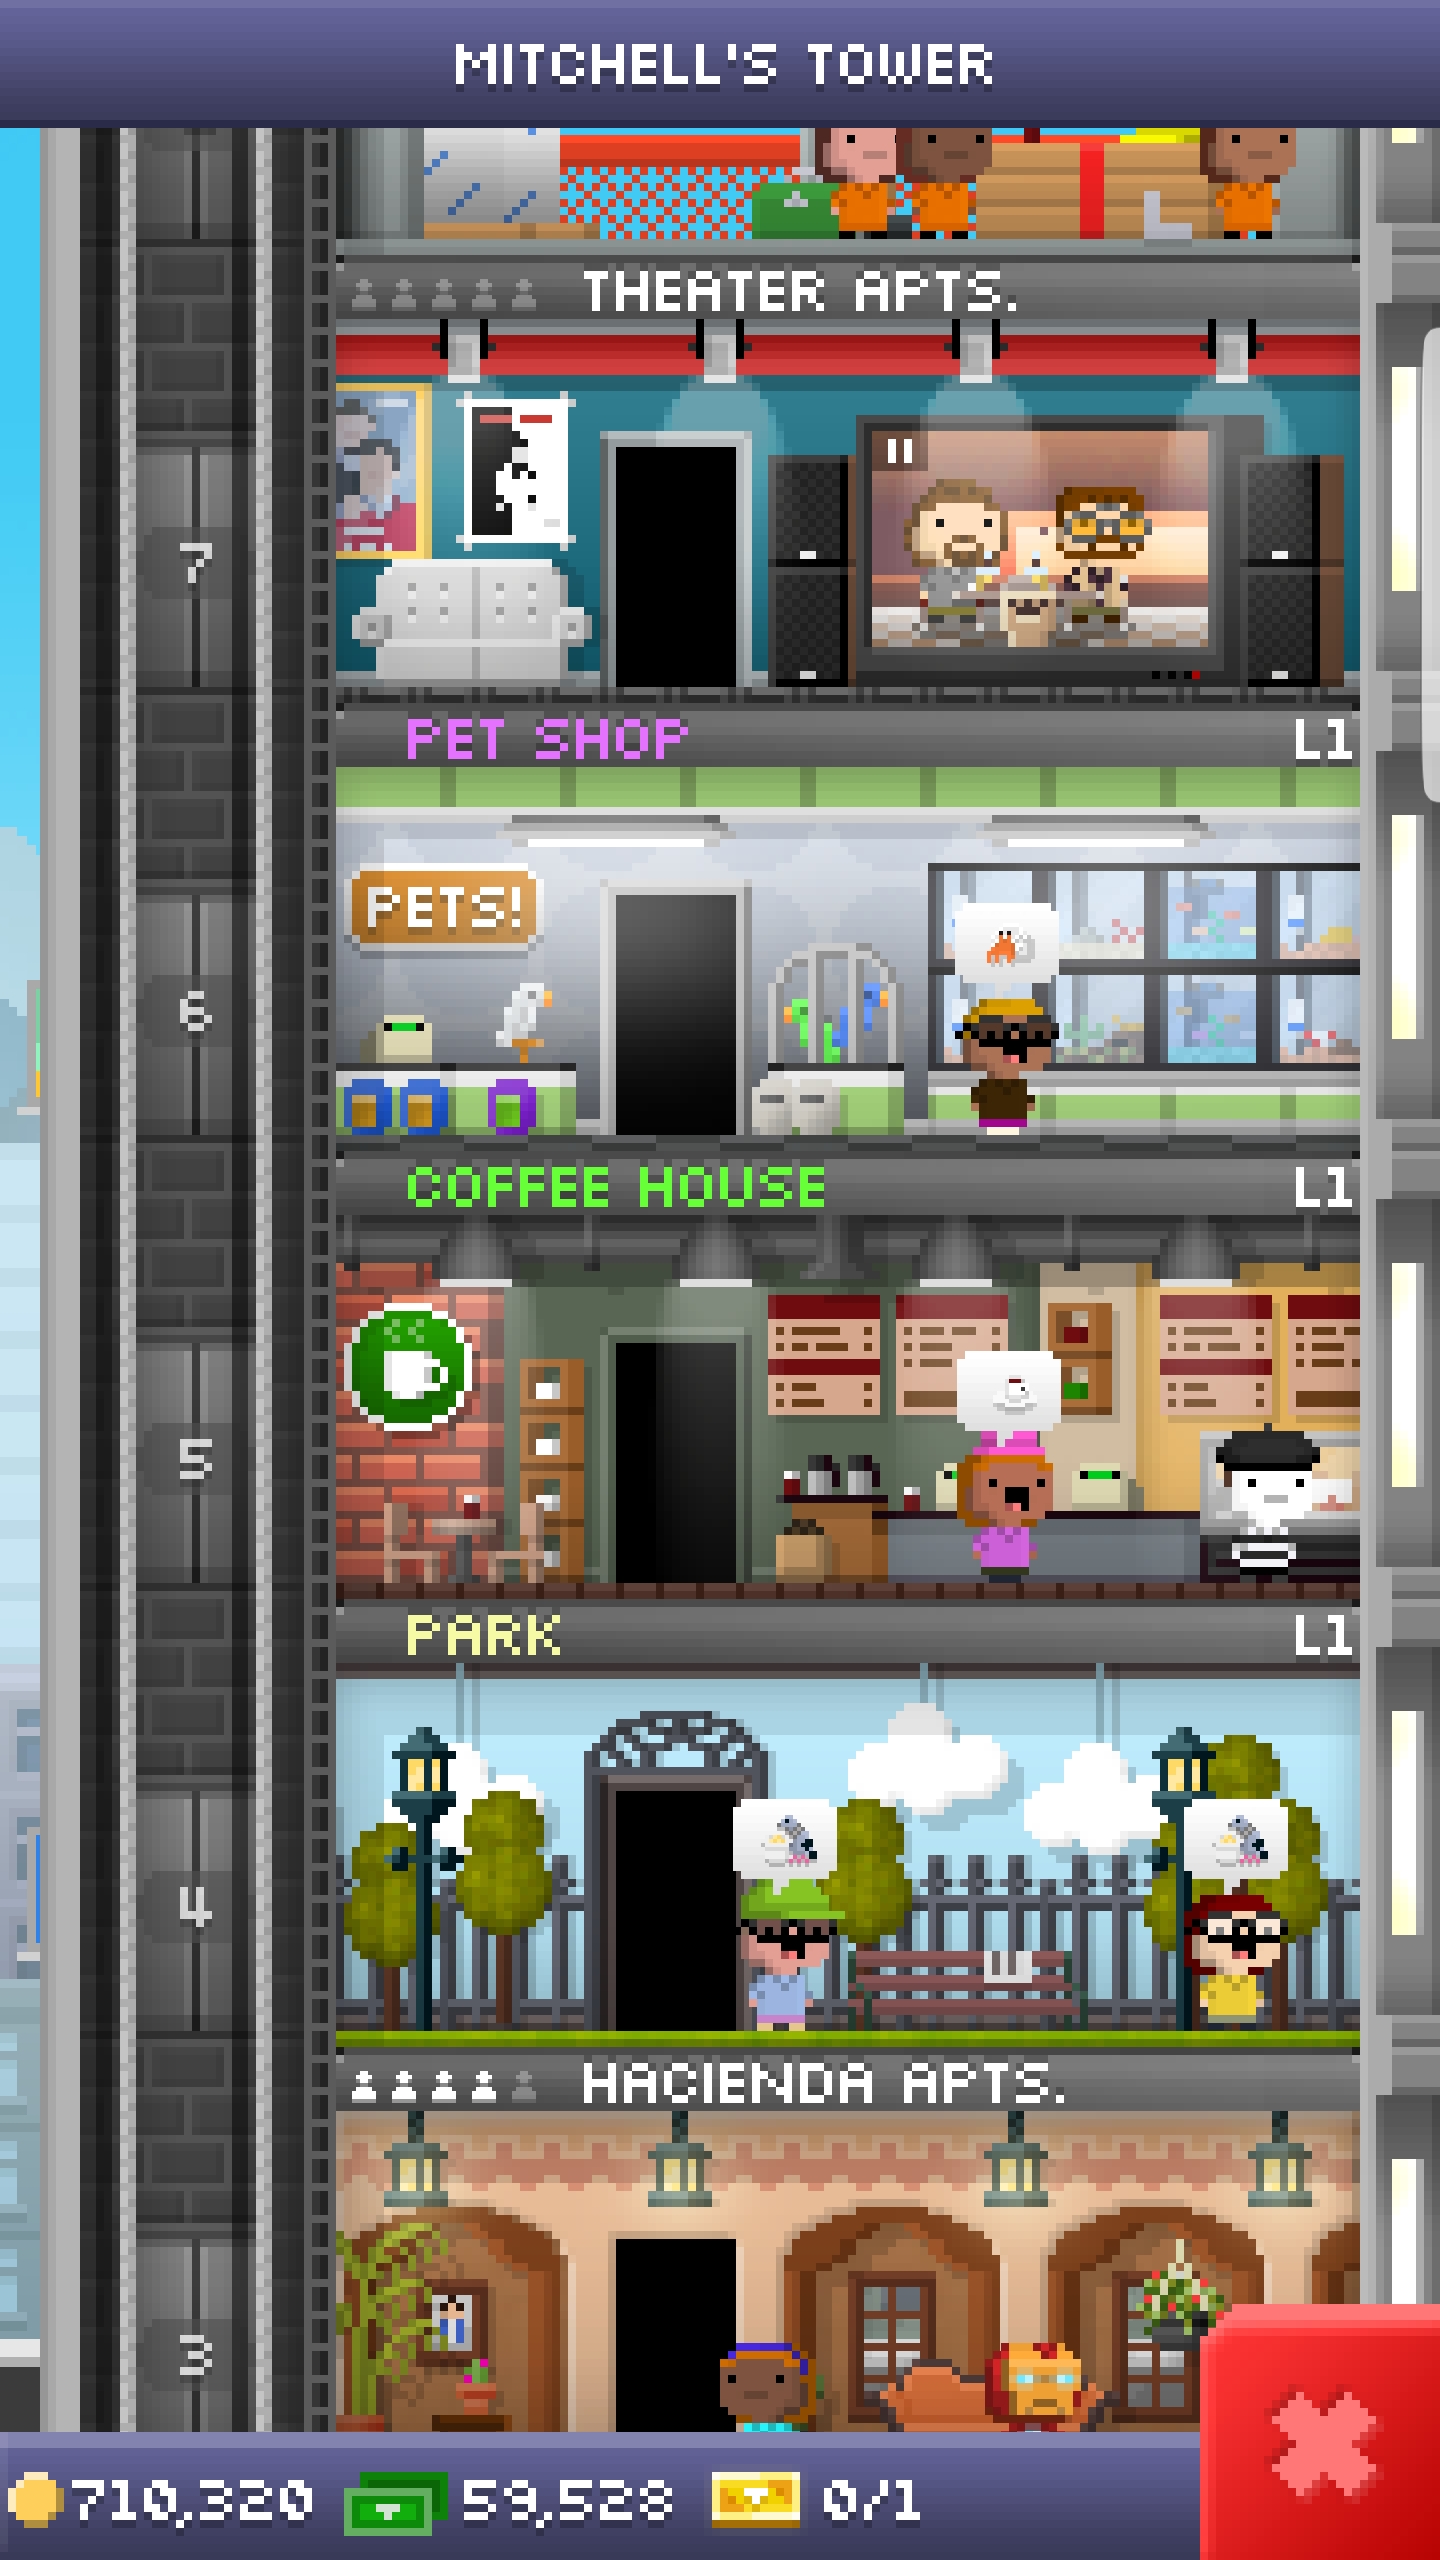 MITCHELL'S TOWER
THEATER APTS.
7
PET SHOP L1
PETS!
6
COFFEE HOUSE L1
5
PARK L1
4
HACIENDA APTS.
3
710,320 59,528 0/1